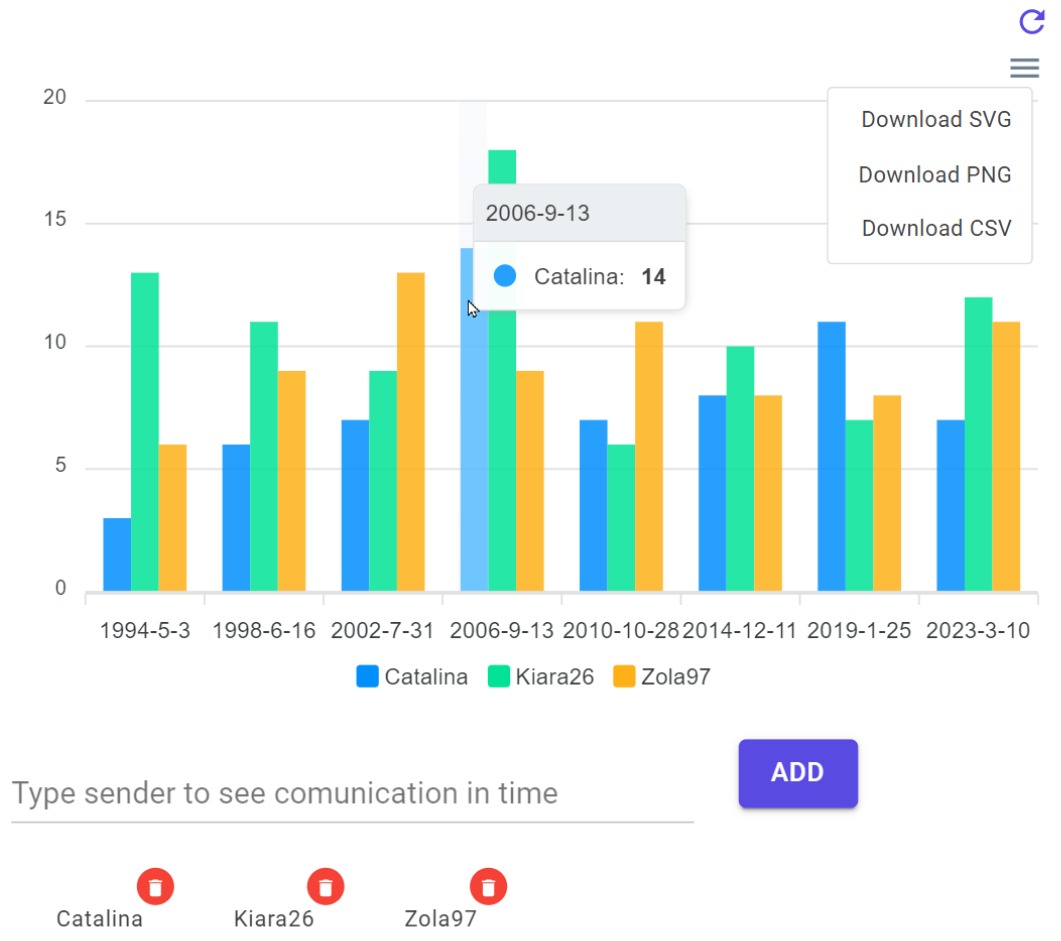 20
Download SVG
Download PNG
15
2006-9-13
Download CSV
Catalina: 14
10
5
0
1994-5-3 1998-6-16 2002-7-31 2006-9-13 2010-10-28 2014-12-11 2019-1-25 2023-3-10
Catalina Kiara26 Zola97
ADD
Type sender to see comunication in time
Catalina Kiara26 Zola97